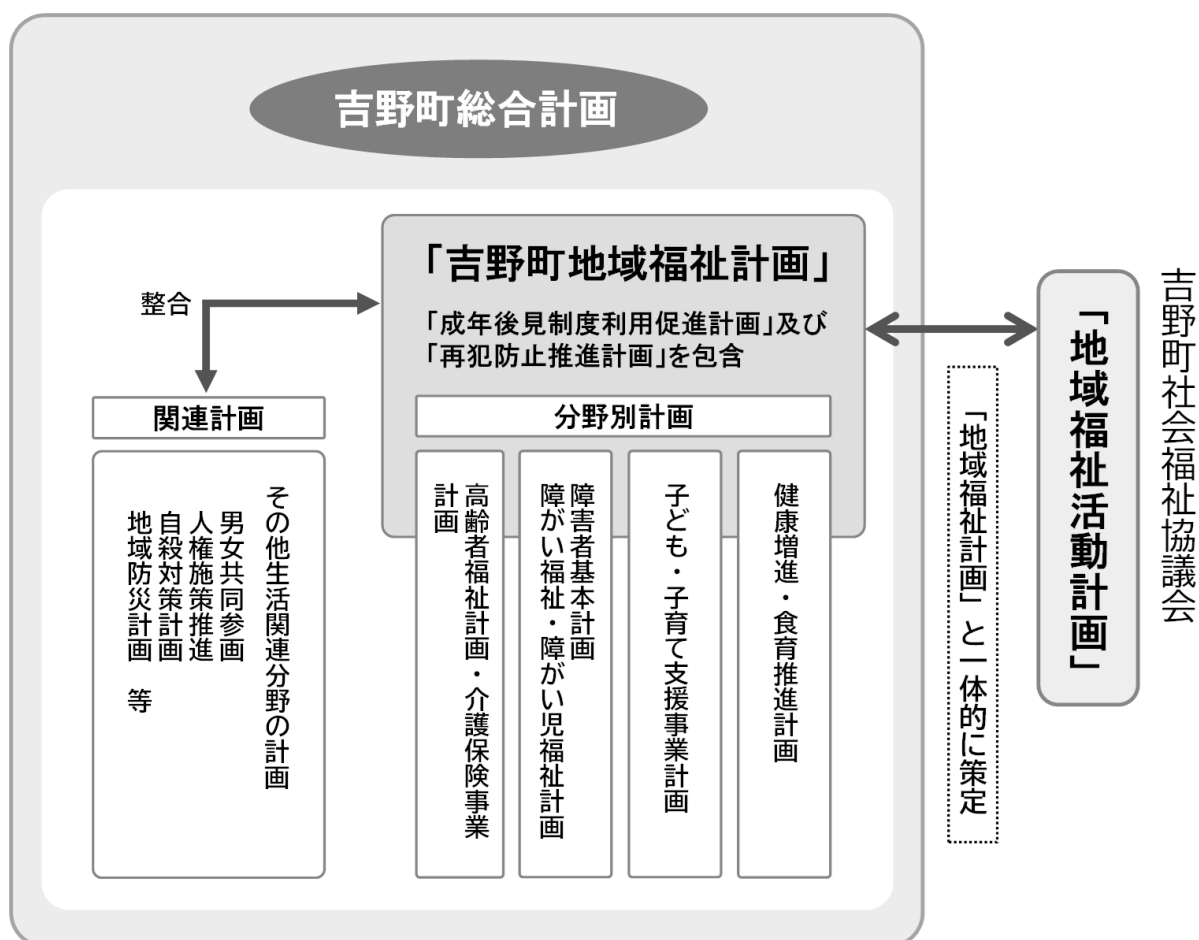 吉野町総合計画
「吉野町地域福祉計画」
「成年後見制度利用促進計画」及び
「再犯防止推進計画」を包含
整合
関連計画
その他生活関連分野の計画
男女共同参画
人権施策推進
自殺対策計画
地域防災計画　等
分野別計画
高齢者福祉計画・介護保険事業
計画
障害者基本計画
障がい福祉・障がい児福祉計画
子ども・子育て支援事業計画
健康増進・食育推進計画
「地域福祉計画」と一体的に策定
「地域福祉活動計画」
吉野町社会福祉協議会